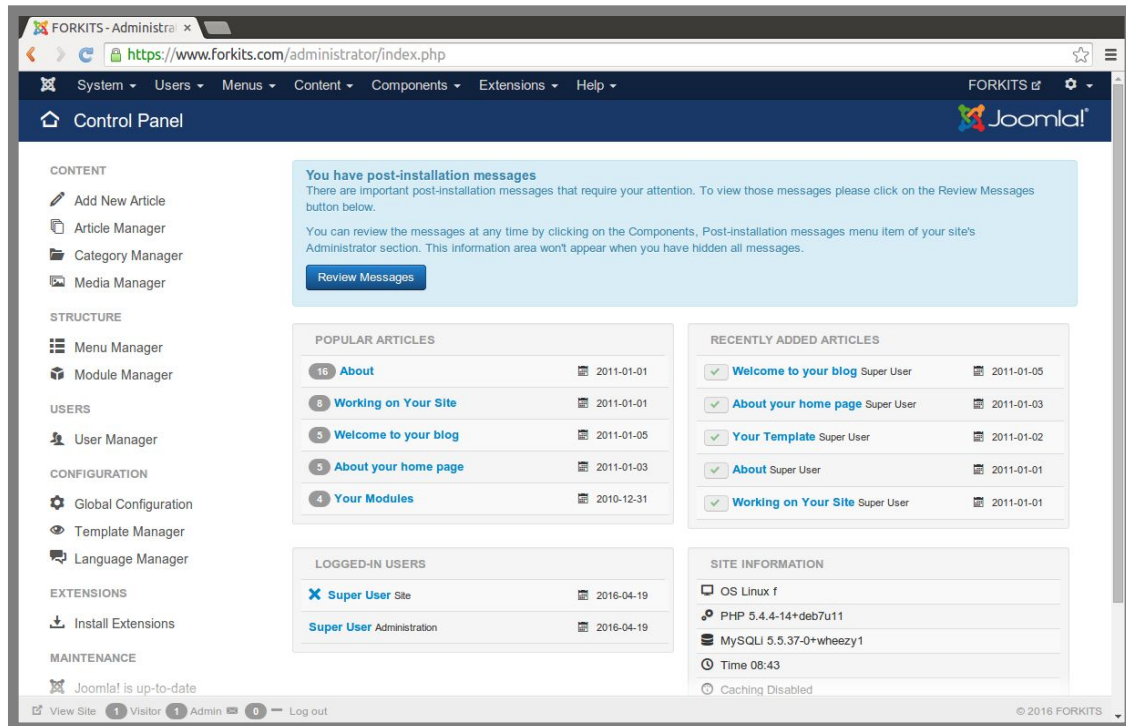 FORKITS - Administra
https://www.forkits.com/administrator/index.php
System Users Menus Content Components Extensions Help FORKITS
Control Panel Joomla!
CONTENT
Add New Article
Article Manager
Category Manager
Media Manager
STRUCTURE
Menu Manager
Module Manager
USERS
User Manager
CONFIGURATION
Global Configuration
Template Manager
Language Manager
EXTENSIONS
Install Extensions
MAINTENANCE
Joomla! is up-to-date
You have post-installation messages
There are important post-installation messages that require your attention. To view those messages please click on the Review Messages
button below.
You can review the messages at any time by clicking on the Components, Post-installation messages menu item of your site's
Administrator section. This information area won't appear when you have hidden all messages.
Review Messages
POPULAR ARTICLES
16 About 2011-01-01
8 Working on Your Site 2011-01-01
5 Welcome to your blog 2011-01-05
5 About your home page 2011-01-03
4 Your Modules 2010-12-31
RECENTLY ADDED ARTICLES
Welcome to your blog Super User 2011-01-05
About your home page Super User 2011-01-03
Your Template Super User 2011-01-02
About Super User 2011-01-01
Working on Your Site Super User 2011-01-01
LOGGED-IN USERS
Super User Site 2016-04-19
Super User Administration 2016-04-19
SITE INFORMATION
OS Linux f
PHP 5.4.4-14+deb7u11
MySQLi 5.5.37-0+wheezy1
Time 08:43
Caching Disabled
View Site 1 Visitor 1 Admin 0 Log out © 2016 FORKITS